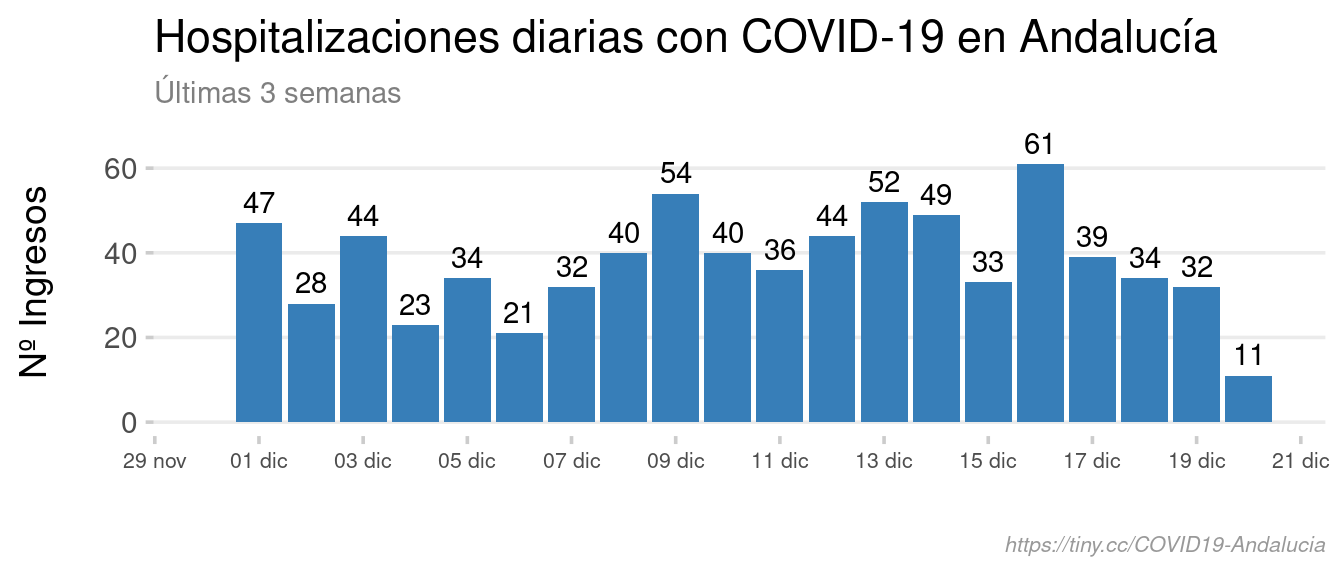 Hospitalizaciones diarias con COVID-19 en Andalucía
Últimas 3 semanas
Nº Ingresos
60
40
20
0
47
28
44
23
34
21
32
40
54
40
36
44
52
49
33
61
39
34
32
11
29 nov
01 dic
03 dic
05 dic
07 dic
09 dic
11 dic
13 dic
15 dic
17 dic
19 dic
21 dic
https://tiny.cc/COVID19-Andalucia